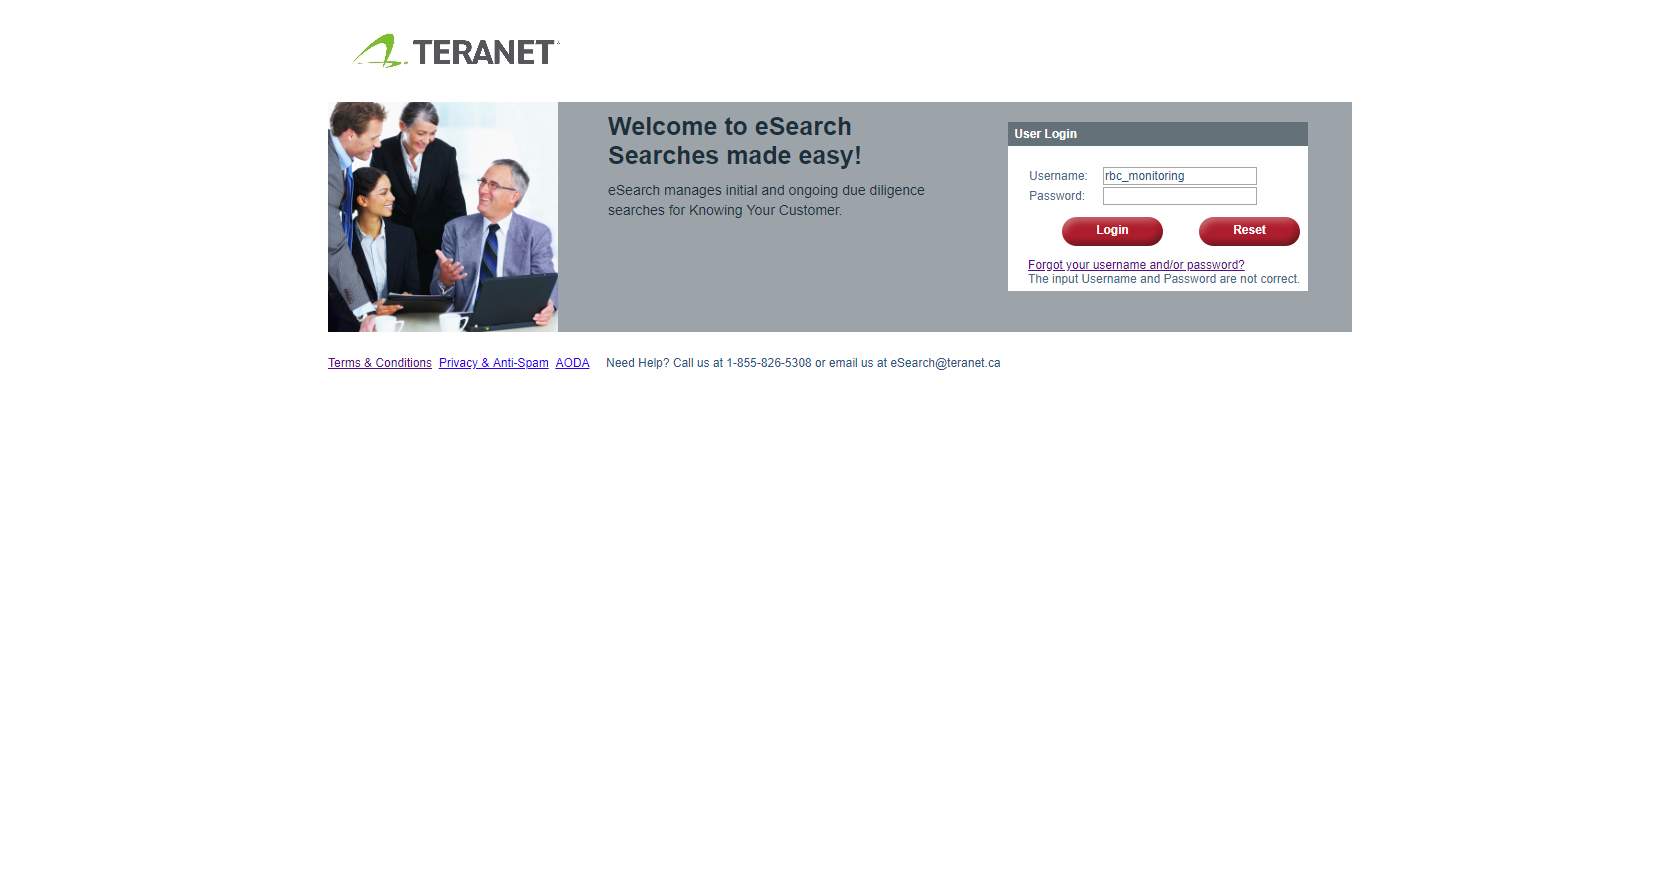 TERANET
Welcome to eSearch
Searches made easy!
eSearch manages initial and ongoing due diligence
searches for Knowing Your Customer.
User Login
Username: rbc_monitoring
Password:
Login Reset
Forgot your username and/or password?
The input Username and Password are not correct.
Terms & Conditions Privacy & Anti-Spam AODA Need Help? Call us at 1-855-826-5308 or email us at eSearch@teranet.ca